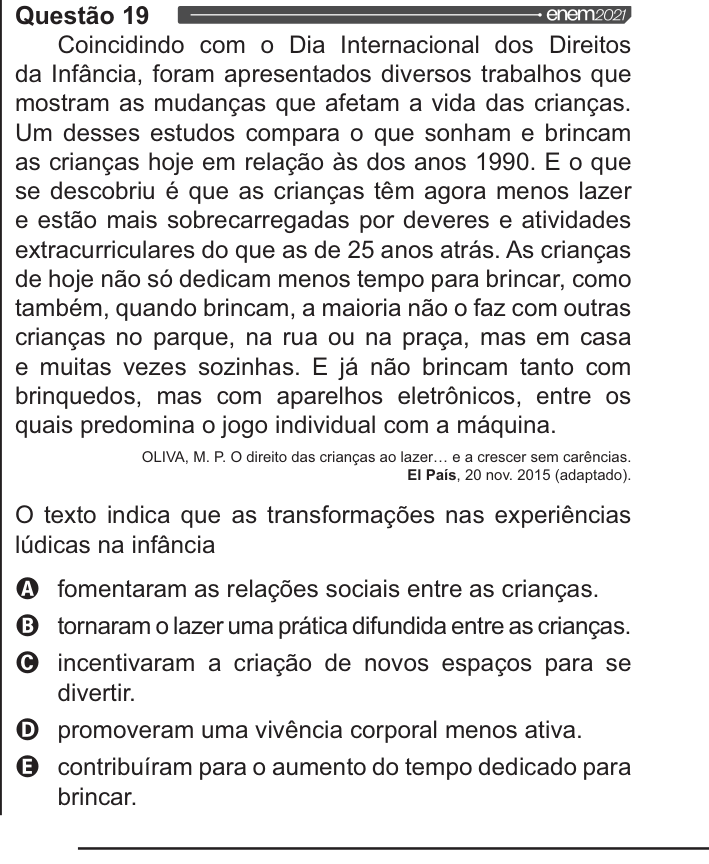 Questão 19 enem2021
Coincidindo com o Dia Internacional dos Direitos
da Infância, foram apresentados diversos trabalhos que
mostram as mudanças que afetam a vida das crianças.
Um desses estudos compara o que sonham e brincam
as crianças hoje em relação às dos anos 1990. E o que
se descobriu é que as crianças têm agora menos lazer
e estão mais sobrecarregadas por deveres e atividades
extracurriculares do que as de 25 anos atrás. As crianças
de hoje não só dedicam menos tempo para brincar, como
também, quando brincam, a maioria não o faz com outras
crianças no parque, na rua ou na praça, mas em casa
e muitas vezes sozinhas. E já não brincam tanto com
brinquedos, mas com aparelhos eletrônicos, entre os
quais predomina o jogo individual com a máquina.
OLIVA, M. P. O direito das crianças ao lazer… e a crescer sem carências.
El País, 20 nov. 2015 (adaptado).
O texto indica que as transformações nas experiências
lúdicas na infância
A fomentaram as relações sociais entre as crianças.
B tornaram o lazer uma prática difundida entre as crianças.
C incentivaram a criação de novos espaços para se
divertir.
D promoveram uma vivência corporal menos ativa.
E contribuíram para o aumento do tempo dedicado para
brincar.